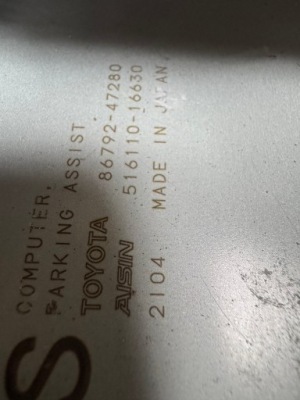 COMPUTER,
PARKING ASSIST
TOYOTA 86792-47280
AISIN 516110-16630
2104 MADE IN JAPAN
S